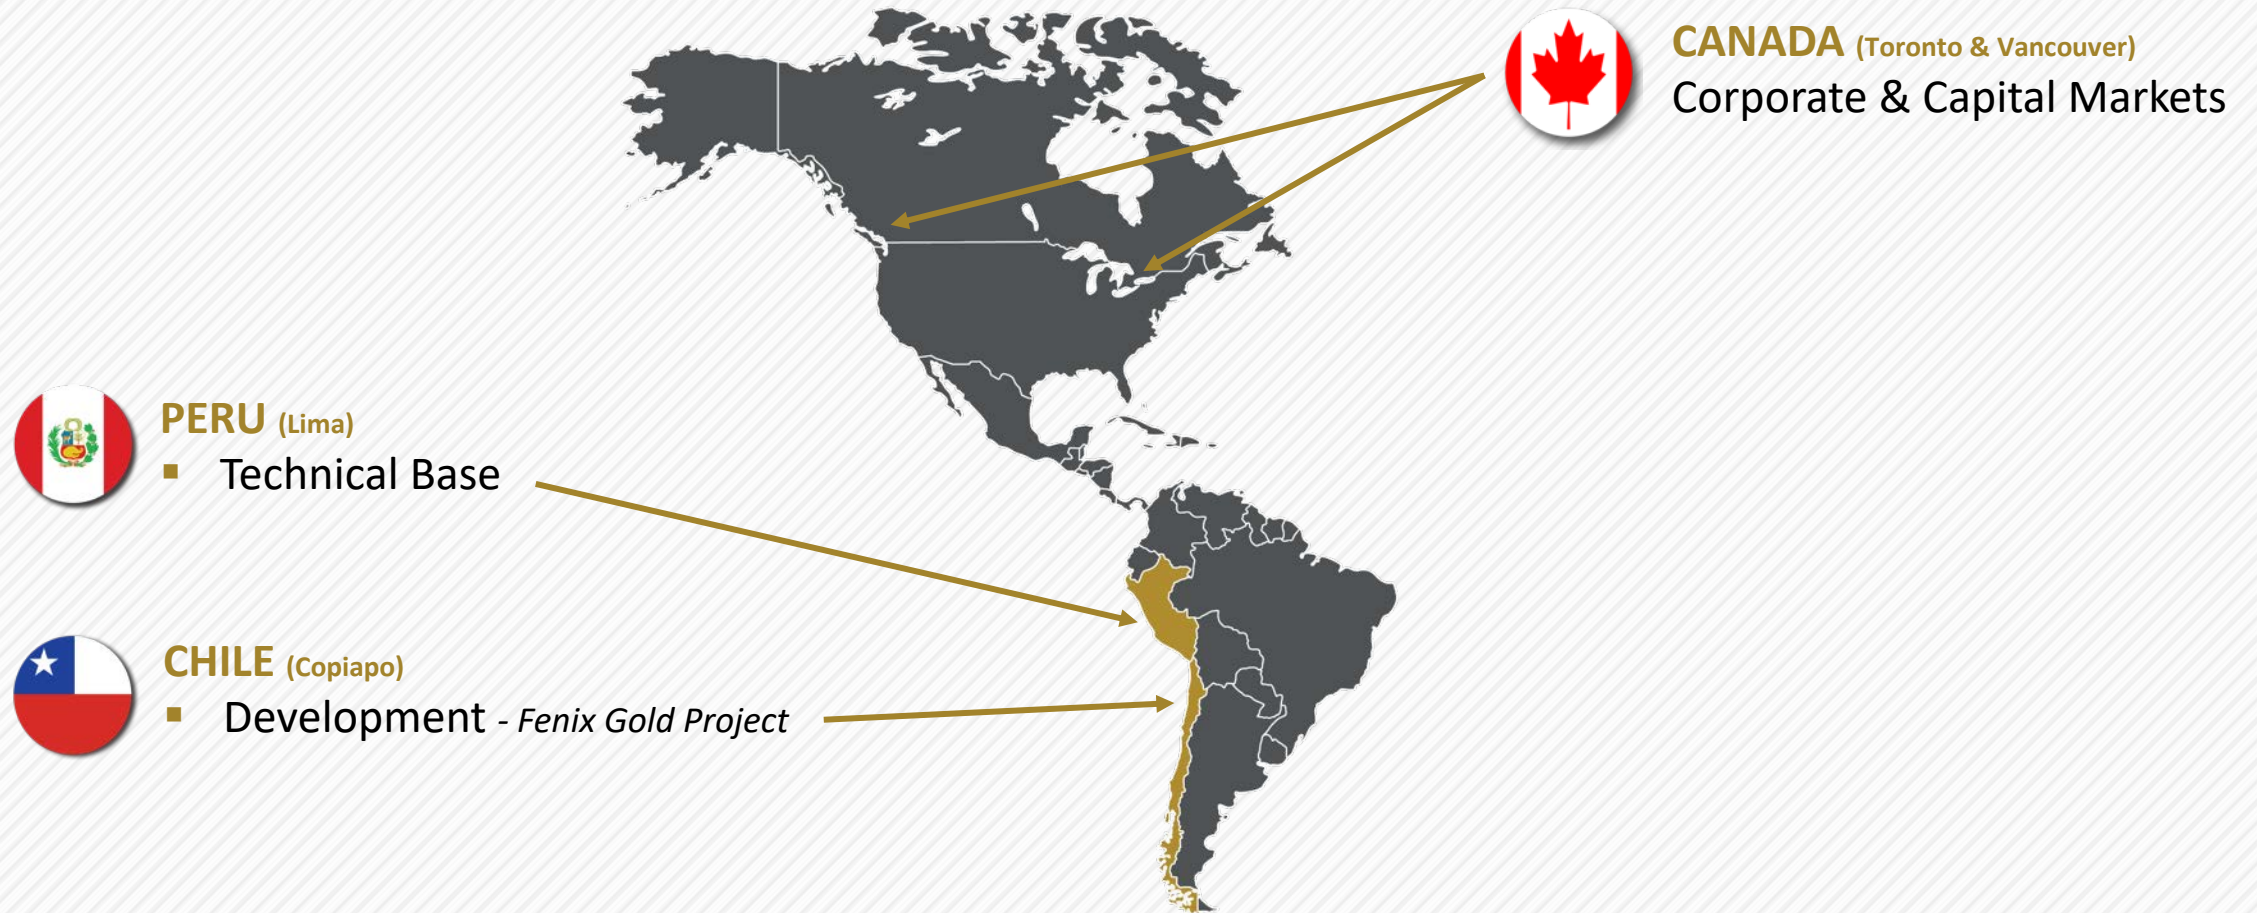 CANADA (Toronto & Vancouver)
Corporate & Capital Markets
PERU (Lima)
▪ Technical Base
CHILE (Copiapo)
▪ Development - Fenix Gold Project